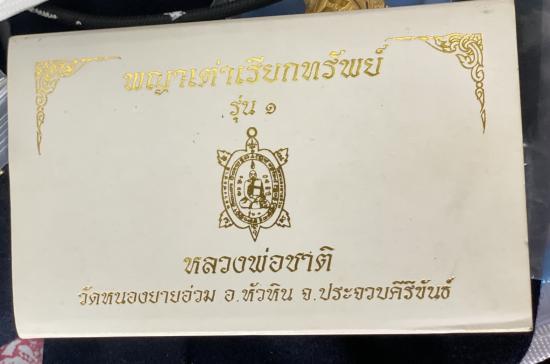 พญาเต่าเรียกทรัพย์
รุ่น ๑
หลวงพ่อชาติ
วัดหนองยายอ่วม อ.หัวหิน จ.ประจวบคีรีขันธ์